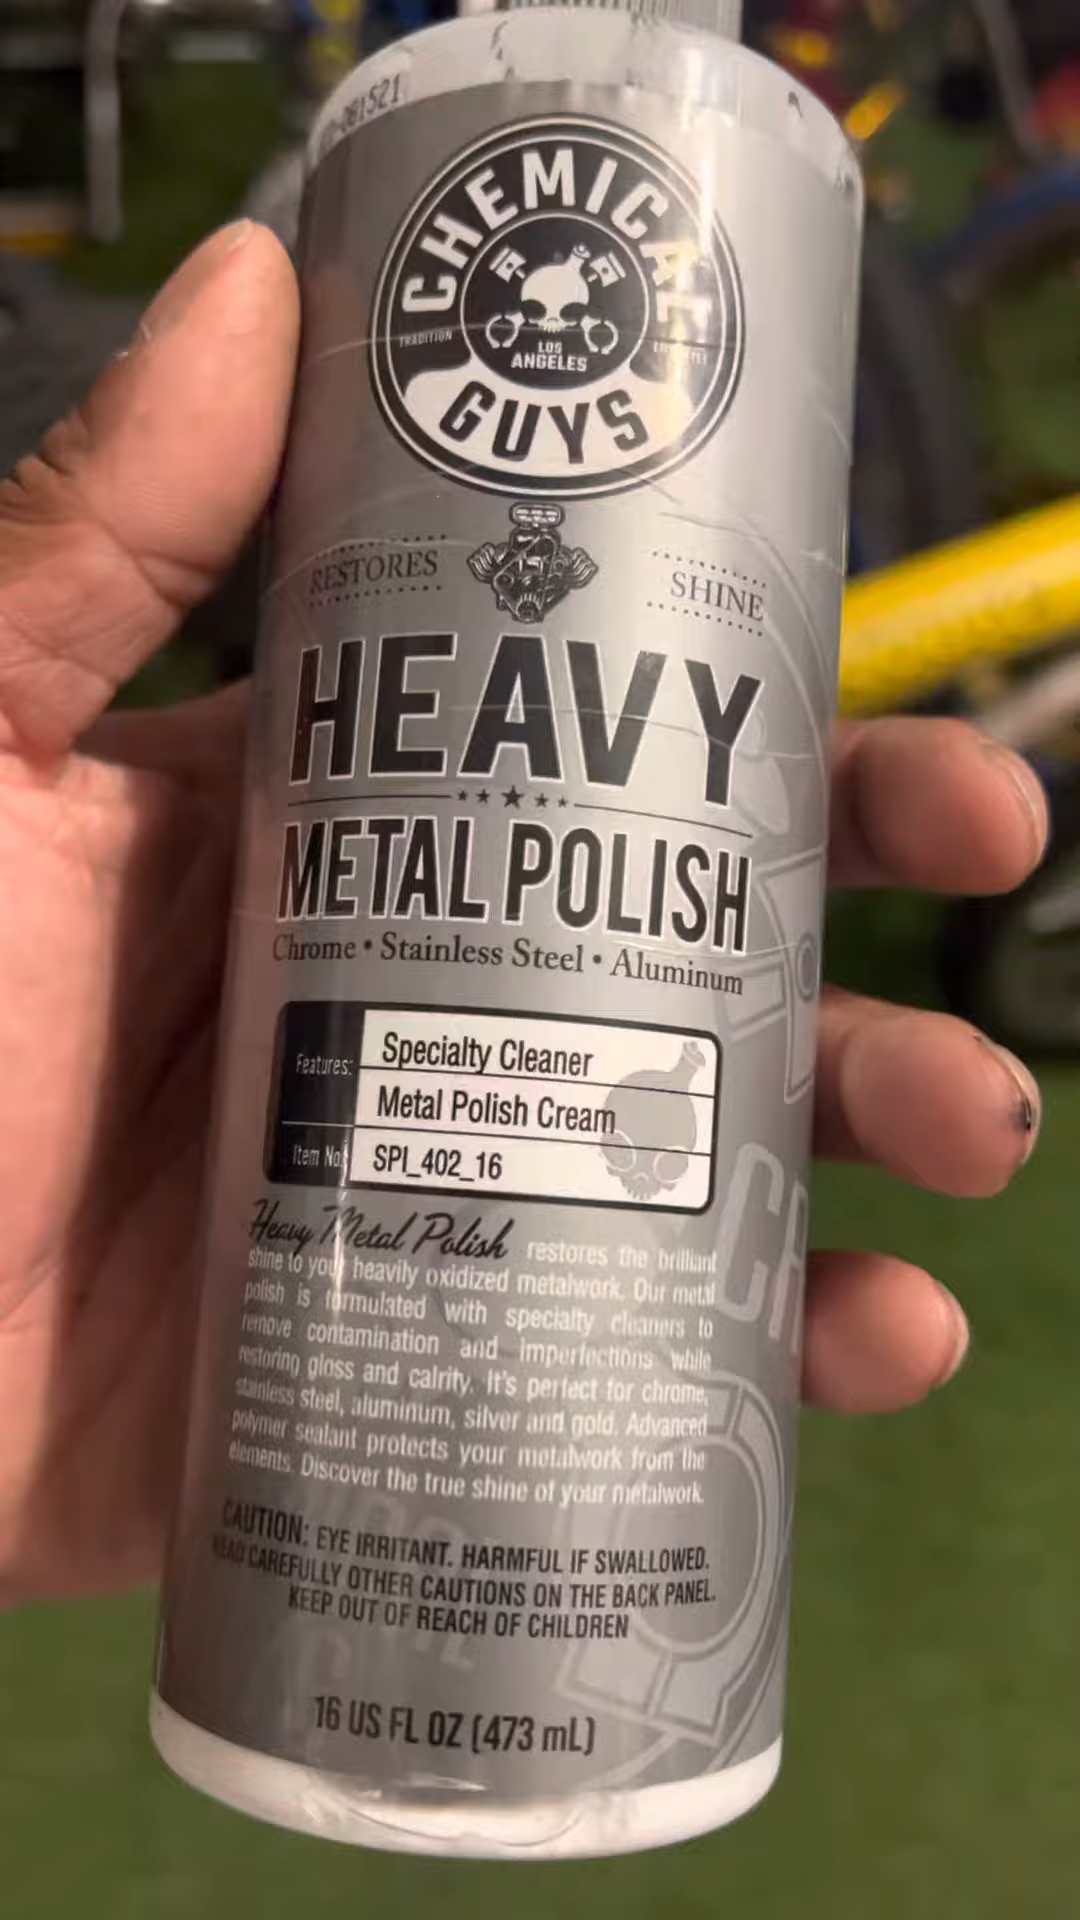 081521
CHEMICAL
TRADITION
LOS
ANGELES
GUYS
RESTORES
SHINE
HEAVY
METAL POLISH
Chrome • Stainless Steel • Aluminum
Features: Specialty Cleaner
Metal Polish Cream
Item No: SPI_402_16
Heavy Metal Polish restores the brilliant
shine to your heavily oxidized metalwork. Our metal
polish is formulated with specialty cleaners to
remove contamination and imperfections while
restoring gloss and calrity. It's perfect for chrome,
stainless steel, aluminum, silver and gold. Advanced
polymer sealant protects your metalwork from the
elements. Discover the true shine of your metalwork.
CAUTION: EYE IRRITANT. HARMFUL IF SWALLOWED.
READ CAREFULLY OTHER CAUTIONS ON THE BACK PANEL.
KEEP OUT OF REACH OF CHILDREN
16 US FL OZ (473 mL)